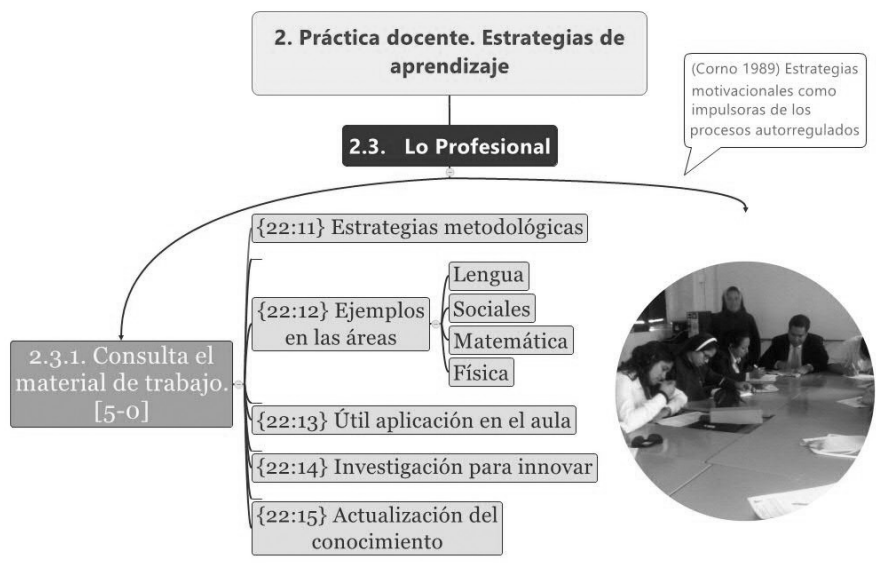 2. Práctica docente. Estrategias de
aprendizaje
(Corno 1989) Estrategias
motivacionales como
impulsoras de los
procesos autorregulados
2.3. Lo Profesional
{22:11} Estrategias metodológicas
{22:12} Ejemplos
en las áreas
Lengua
Sociales
Matemática
Física
2.3.1. Consulta el
material de trabajo.
[5-0]
{22:13} Útil aplicación en el aula
{22:14} Investigación para innovar
{22:15} Actualización del
conocimiento